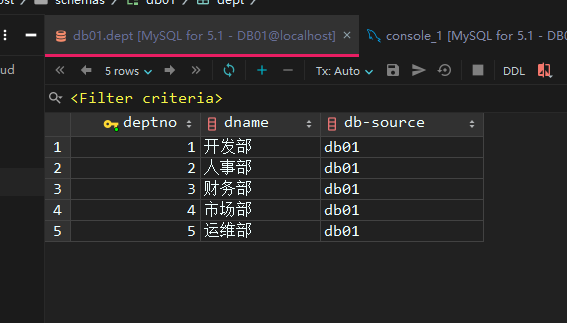 schemas
db01
dept
db01.dept [MySQL for 5.1 - DB01@localhost]
console_1 [MySQL for 5.1 -
ud
5 rows
Tx: Auto
DDL
<Filter criteria>
deptno dname db-source
1 1 开发部 db01
2 2 人事部 db01
3 3 财务部 db01
4 4 市场部 db01
5 5 运维部 db01